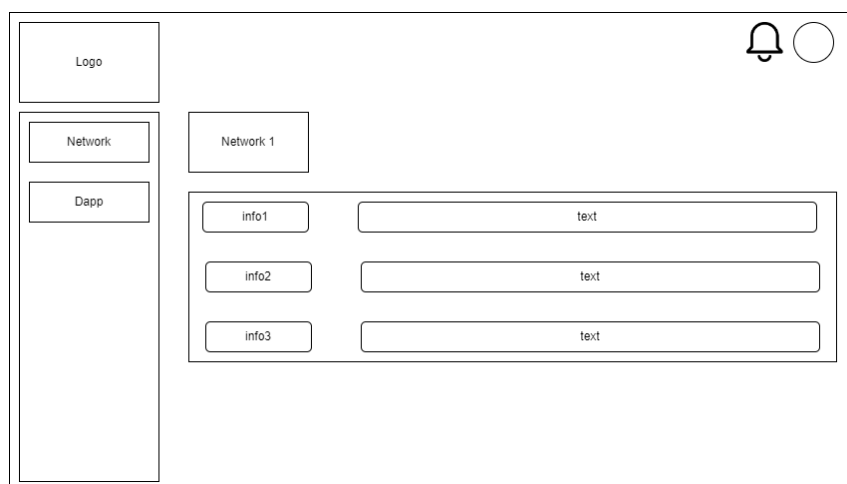 Logo
Network
Dapp
Network 1
info1
text
info2
text
info3
text